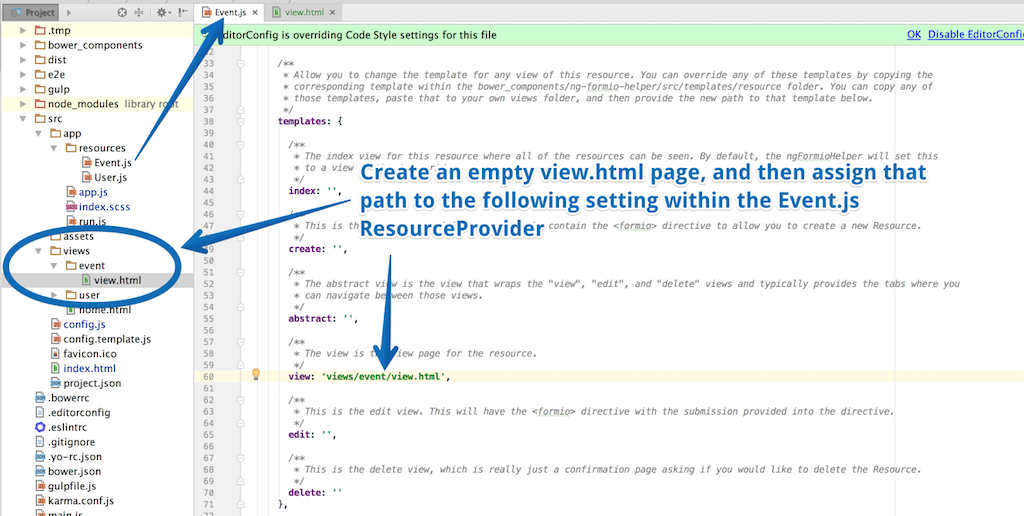 Project
Event.js
view.html
.tmp
bower_components
dist
e2e
gulp
node_modules library root
src
app
resources
Event.js
User.js
app.js
index.scss
run.js
assets
views
event
view.html
user
home.html
config.js
config.template.js
favicon.ico
index.html
project.json
.bowerrc
.editorconfig
.eslintrc
.gitignore
.yo-rc.json
bower.json
gulpfile.js
karma.conf.js
main.js
EditorConfig is overriding Code Style settings for this file
OK Disable EditorConfi
32
33 /**
34 * Allow you to change the template for any view of this resource. You can override any of these templates by copying the
35 * corresponding template within the bower_components/ng-formio-helper/src/templates/resource folder. You can copy any of
36 * those templates, paste that to your own views folder, and then provide the new path to that template below.
37 */
38 templates: {
39
40 /**
41 * The index view for this resource where all of the resources can be seen. By default, the ngFormioHelper will set this
42 * to a view
43 */
44 index: '',
45
46 /**
47 * This is th contain the <formio> directive to allow you to create a new Resource.
48 */
49 create: '',
50
51 /**
52 * The abstract view is the view that wraps the "view", "edit", and "delete" views and typically provides the tabs where you
53 * can navigate between those views.
54 */
55 abstract: '',
56
57 /**
58 * The view is the view page for the resource.
59 */
60 view: 'views/event/view.html',
61
62 /**
63 * This is the edit view. This will have the <formio> directive with the submission provided into the directive.
64 */
65 edit: '',
66
67 /**
68 * This is the delete view, which is really just a confirmation page asking if you would like to delete the Resource.
69 */
70 delete: ''
71 },
72
Create an empty view.html page, and then assign that
path to the following setting within the Event.js
ResourceProvider